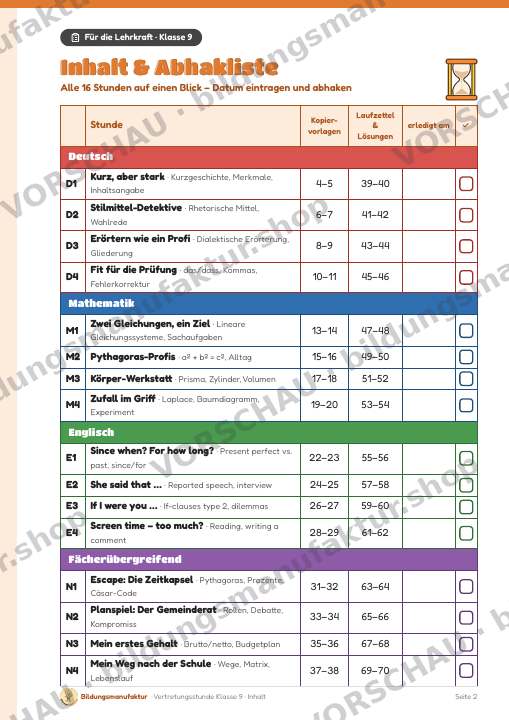 Für die Lehrkraft · Klasse 9
Inhalt & Abhakliste
Alle 16 Stunden auf einen Blick – Datum eintragen und abhaken
Stunde
Kopier-
vorlagen
Laufzettel
&
Lösungen
erledigt am
✓
Deutsch
D1 Kurz, aber stark · Kurzgeschichte, Merkmale, 4–5 39–40
Inhaltsangabe
D2 Stilmittel-Detektive · Rhetorische Mittel, 6–7 41–42
Wahlrede
D3 Erörtern wie ein Profi · Dialektische Erörterung, 8–9 43–44
Gliederung
D4 Fit für die Prüfung · das/dass, Kommas, 10–11 45–46
Fehlerkorrektur
Mathematik
M1 Zwei Gleichungen, ein Ziel · Lineare 13–14 47–48
Gleichungssysteme, Sachaufgaben
M2 Pythagoras-Profis · a² + b² = c², Alltag 15–16 49–50
M3 Körper-Werkstatt · Prisma, Zylinder, Volumen 17–18 51–52
M4 Zufall im Griff · Laplace, Baumdiagramm, 19–20 53–54
Experiment
Englisch
E1 Since when? For how long? · Present perfect vs. 22–23 55–56
past, since/for
E2 She said that … · Reported speech, interview 24–25 57–58
E3 If I were you … · If-clauses type 2, dilemmas 26–27 59–60
E4 Screen time – too much? · Reading, writing a 28–29 61–62
comment
Fächerübergreifend
N1 Escape: Die Zeitkapsel · Pythagoras, Prozente, 31–32 63–64
Cäsar-Code
N2 Planspiel: Der Gemeinderat · Rollen, Debatte, 33–34 65–66
Kompromiss
N3 Mein erstes Gehalt · Brutto/netto, Budgetplan 35–36 67–68
N4 Mein Weg nach der Schule · Wege, Matrix, 37–38 69–70
Lebenslauf
Bildungsmanufaktur · Vertretungsstunde Klasse 9 · Inhalt Seite 2
VORSCHAU · bildungsmanufaktur.shop